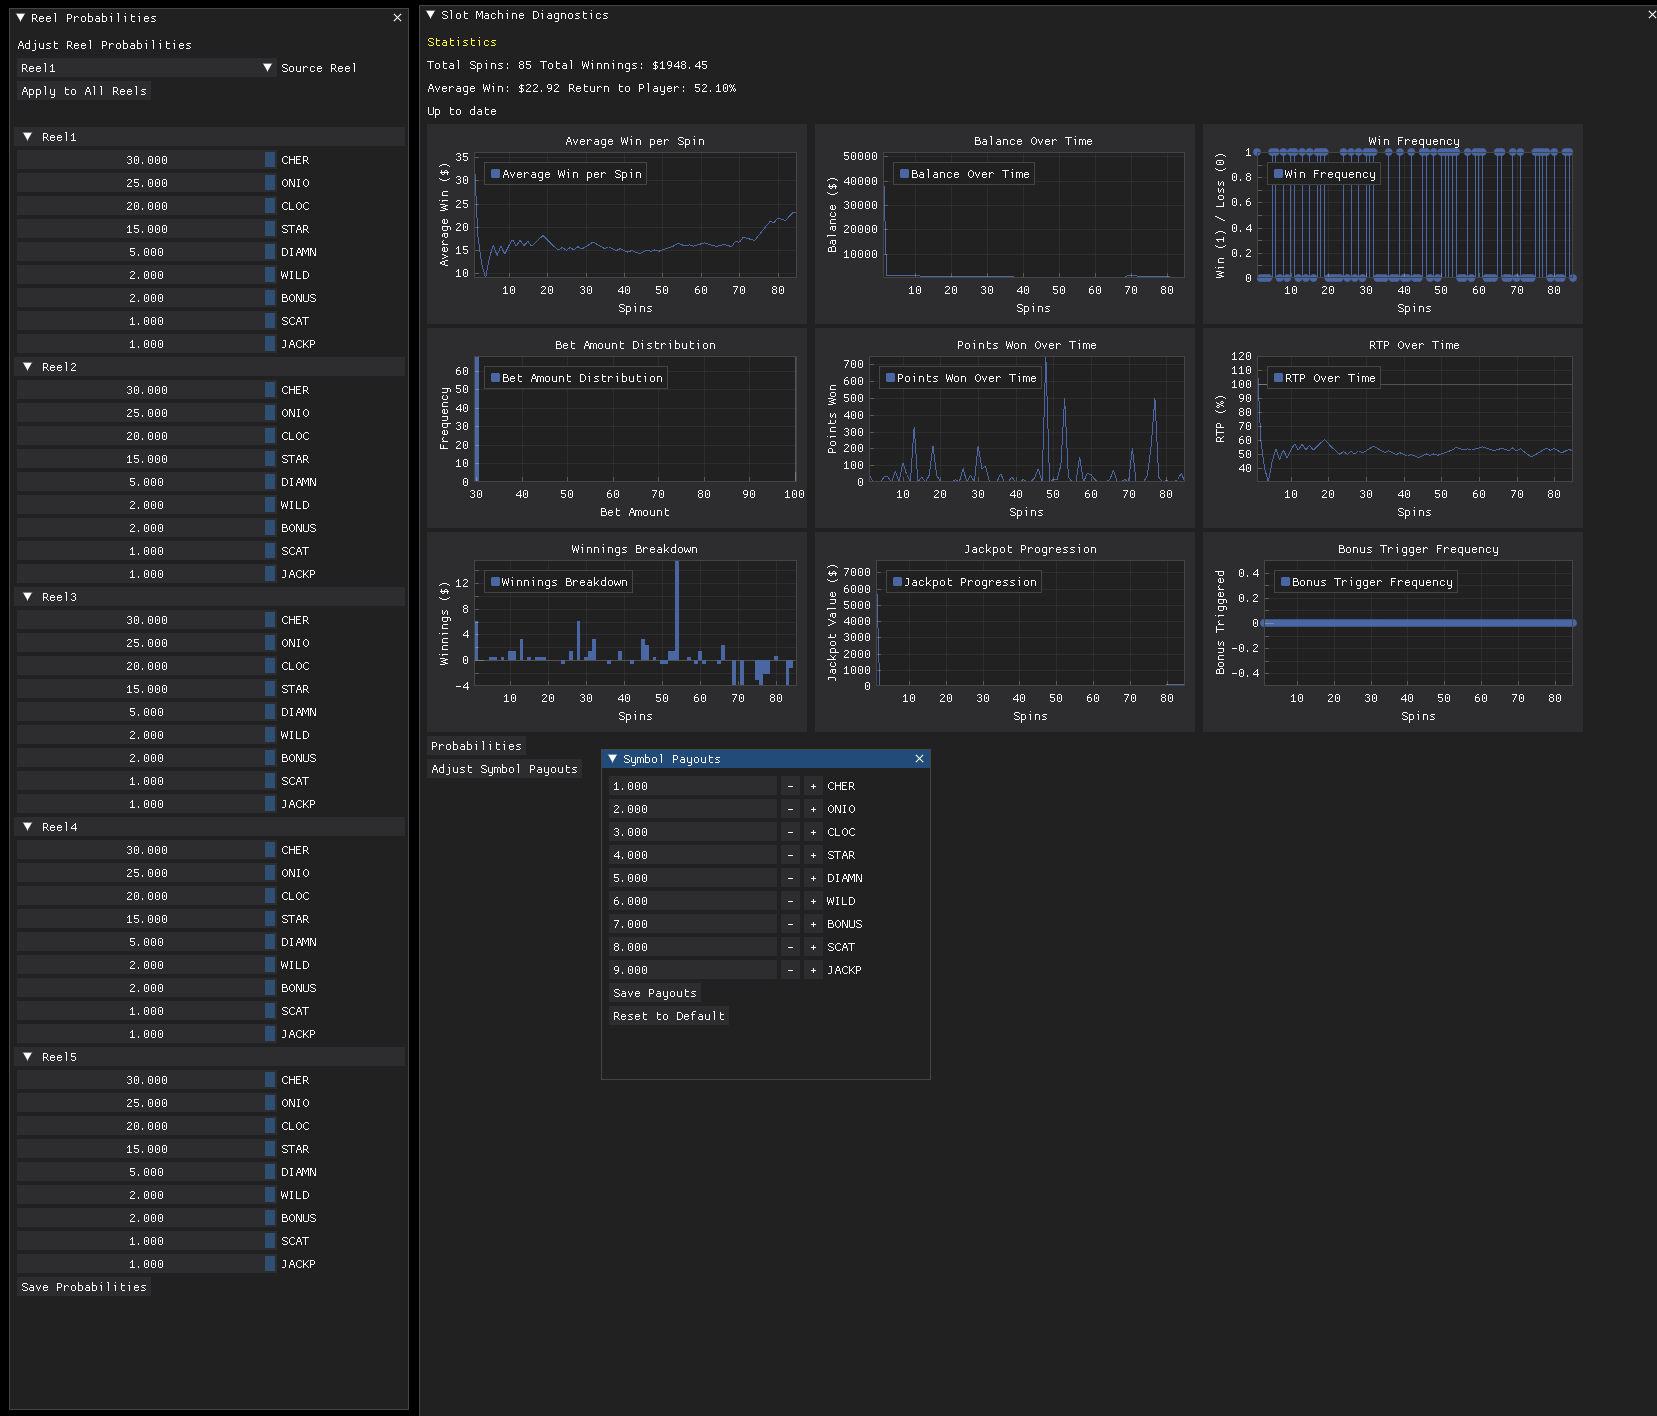 Reel Probabilities
Adjust Reel Probabilities
Reel1 Source Reel
Apply to All Reels
Reel1
30.000 CHER
25.000 ONIO
20.000 CLOC
15.000 STAR
5.000 DIAMN
2.000 WILD
2.000 BONUS
1.000 SCAT
1.000 JACKP
Reel2
30.000 CHER
25.000 ONIO
20.000 CLOC
15.000 STAR
5.000 DIAMN
2.000 WILD
2.000 BONUS
1.000 SCAT
1.000 JACKP
Reel3
30.000 CHER
25.000 ONIO
20.000 CLOC
15.000 STAR
5.000 DIAMN
2.000 WILD
2.000 BONUS
1.000 SCAT
1.000 JACKP
Reel4
30.000 CHER
25.000 ONIO
20.000 CLOC
15.000 STAR
5.000 DIAMN
2.000 WILD
2.000 BONUS
1.000 SCAT
1.000 JACKP
Reel5
30.000 CHER
25.000 ONIO
20.000 CLOC
15.000 STAR
5.000 DIAMN
2.000 WILD
2.000 BONUS
1.000 SCAT
1.000 JACKP
Save Probabilities
Slot Machine Diagnostics
Statistics
Total Spins: 85 Total Winnings: $1948.45
Average Win: $22.92 Return to Player: 52.10%
Up to date
Average Win per Spin
Average Win per Spin
Average Win ($)
35
30
25
20
15
10
10 20 30 40 50 60 70 80
Spins
Balance Over Time
Balance Over Time
Balance ($)
50000
40000
30000
20000
10000
10 20 30 40 50 60 70 80
Spins
Win Frequency
Win Frequency
Win (1) / Loss (0)
1
0.8
0.6
0.4
0.2
0
10 20 30 40 50 60 70 80
Spins
Bet Amount Distribution
Bet Amount Distribution
Frequency
60
50
40
30
20
10
0
30 40 50 60 70 80 90 100
Bet Amount
Points Won Over Time
Points Won Over Time
Points Won
700
600
500
400
300
200
100
0
10 20 30 40 50 60 70 80
Spins
RTP Over Time
RTP Over Time
RTP (%)
120
100
90
80
70
60
50
40
10 20 30 40 50 60 70 80
Spins
Winnings Breakdown
Winnings Breakdown
Winnings ($)
12
8
4
0
-4
10 20 30 40 50 60 70 80
Spins
Jackpot Progression
Jackpot Progression
Jackpot Value ($)
7000
6000
5000
4000
3000
2000
1000
0
10 20 30 40 50 60 70 80
Spins
Bonus Trigger Frequency
Bonus Trigger Frequency
Bonus Triggered
0.4
0.2
0
-0.2
-0.4
10 20 30 40 50 60 70 80
Spins
Probabilities
Adjust Symbol Payouts
Symbol Payouts
1.000 - + CHER
2.000 - + ONIO
3.000 - + CLOC
4.000 - + STAR
5.000 - + DIAMN
6.000 - + WILD
7.000 - + BONUS
8.000 - + SCAT
9.000 - + JACKP
Save Payouts
Reset to Default